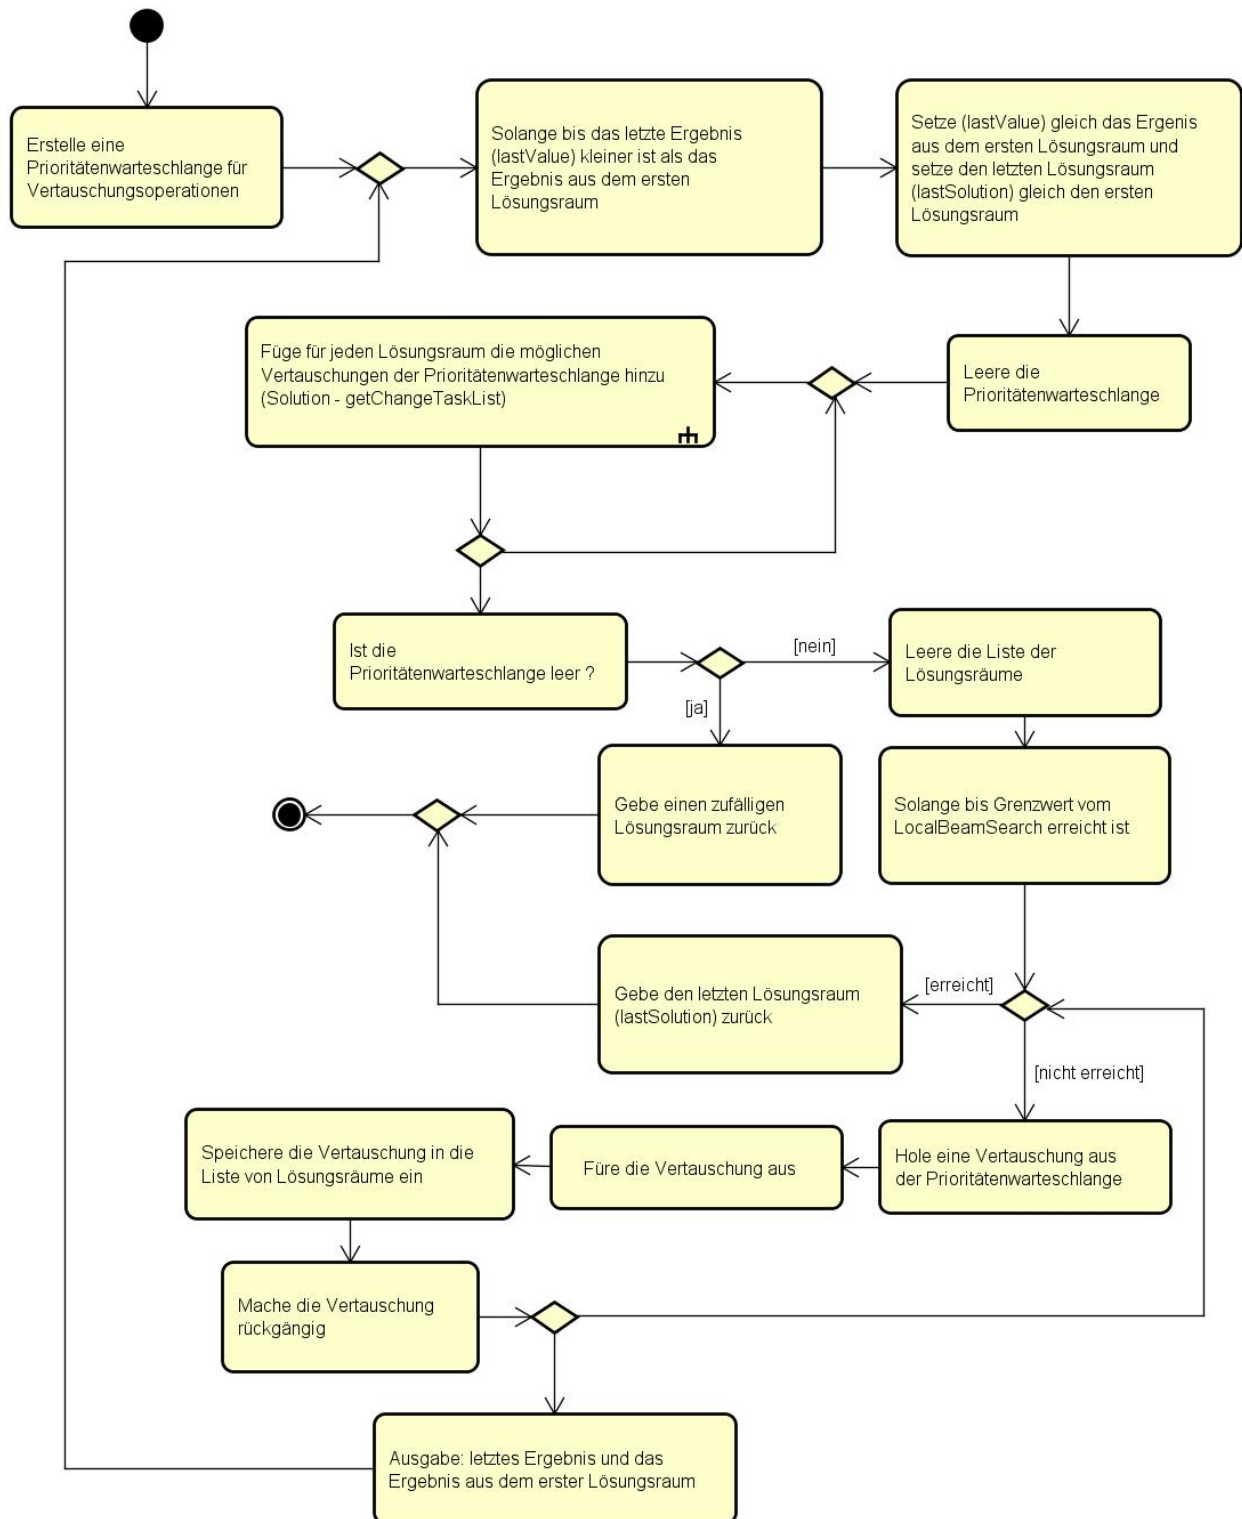 Erstelle eine
Prioritätenwarteschlange für
Vertauschungsoperationen
Solange bis das letzte Ergebnis
(lastValue) kleiner ist als das
Ergebnis aus dem ersten
Lösungsraum
Setze (lastValue) gleich das Ergenis
aus dem ersten Lösungsraum und
setze den letzten Lösungsraum
(lastSolution) gleich den ersten
Lösungsraum
Leere die
Prioritätenwarteschlange
Füge für jeden Lösungsraum die möglichen
Vertauschungen der Prioritätenwarteschlange hinzu
(Solution - getChangeTaskList)
Ist die
Prioritätenwarteschlange leer ?
[nein]
[ja]
Leere die Liste der
Lösungsräume
Gebe einen zufälligen
Lösungsraum zurück
Solange bis Grenzwert vom
LocalBeamSearch erreicht ist
[erreicht]
Gebe den letzten Lösungsraum
(lastSolution) zurück
[nicht erreicht]
Hole eine Vertauschung aus
der Prioritätenwarteschlange
Füre die Vertauschung aus
Speichere die Vertauschung in die
Liste von Lösungsräume ein
Mache die Vertauschung
rückgängig
Ausgabe: letztes Ergebnis und das
Ergebnis aus dem erster Lösungsraum